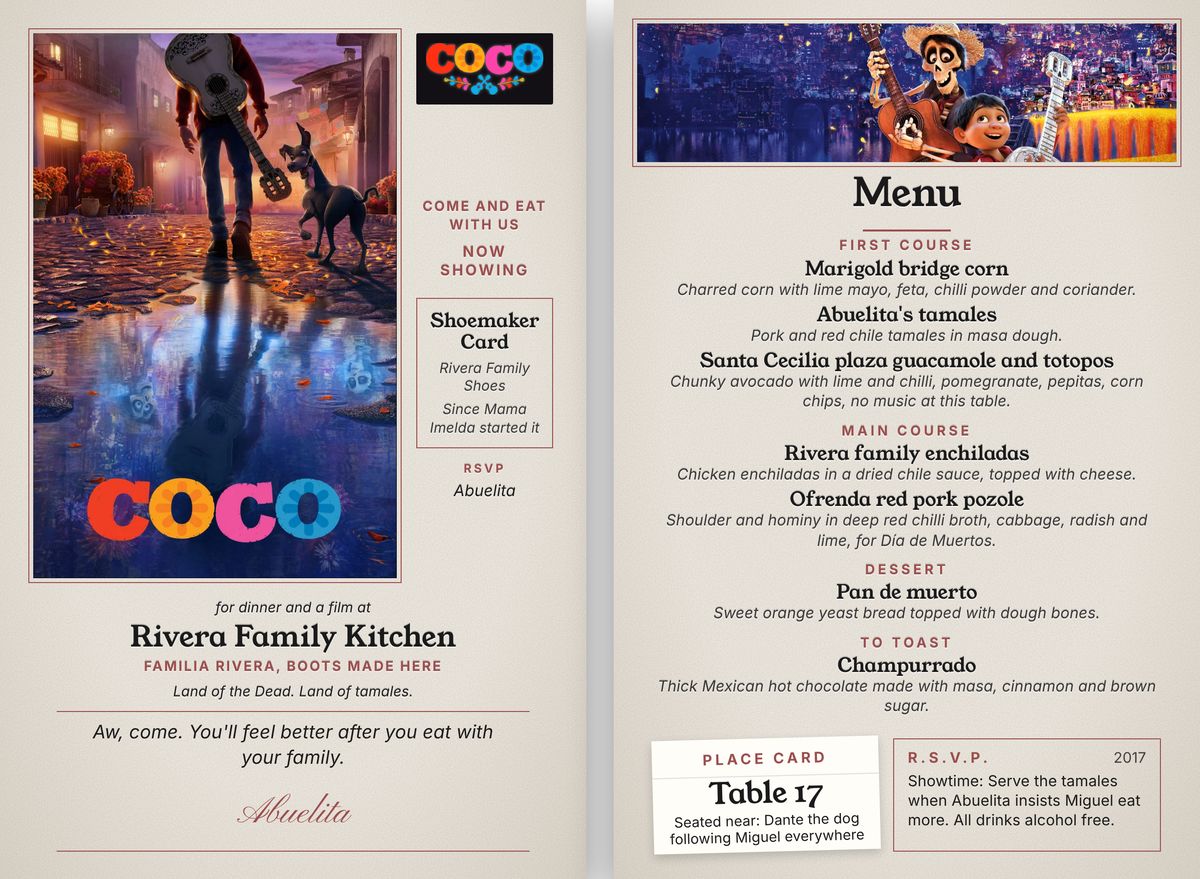 COCO
COME AND EAT
WITH US
NOW
SHOWING
Shoemaker
Card
Rivera Family
Shoes
Since Mama
Imelda started it
RSVP
Abuelita
COCO
for dinner and a film at
Rivera Family Kitchen
FAMILIA RIVERA, BOOTS MADE HERE
Land of the Dead. Land of tamales.
Aw, come. You'll feel better after you eat with
your family.
Abuelita
Menu
FIRST COURSE
Marigold bridge corn
Charred corn with lime mayo, feta, chilli powder and coriander.
Abuelita's tamales
Pork and red chile tamales in masa dough.
Santa Cecilia plaza guacamole and totopos
Chunky avocado with lime and chilli, pomegranate, pepitas, corn
chips, no music at this table.
MAIN COURSE
Rivera family enchiladas
Chicken enchiladas in a dried chile sauce, topped with cheese.
Ofrenda red pork pozole
Shoulder and hominy in deep red chilli broth, cabbage, radish and
lime, for Día de Muertos.
DESSERT
Pan de muerto
Sweet orange yeast bread topped with dough bones.
TO TOAST
Champurrado
Thick Mexican hot chocolate made with masa, cinnamon and brown
sugar.
PLACE CARD
Table 17
Seated near: Dante the dog
following Miguel everywhere
R.S.V.P. 2017
Showtime: Serve the tamales
when Abuelita insists Miguel eat
more. All drinks alcohol free.